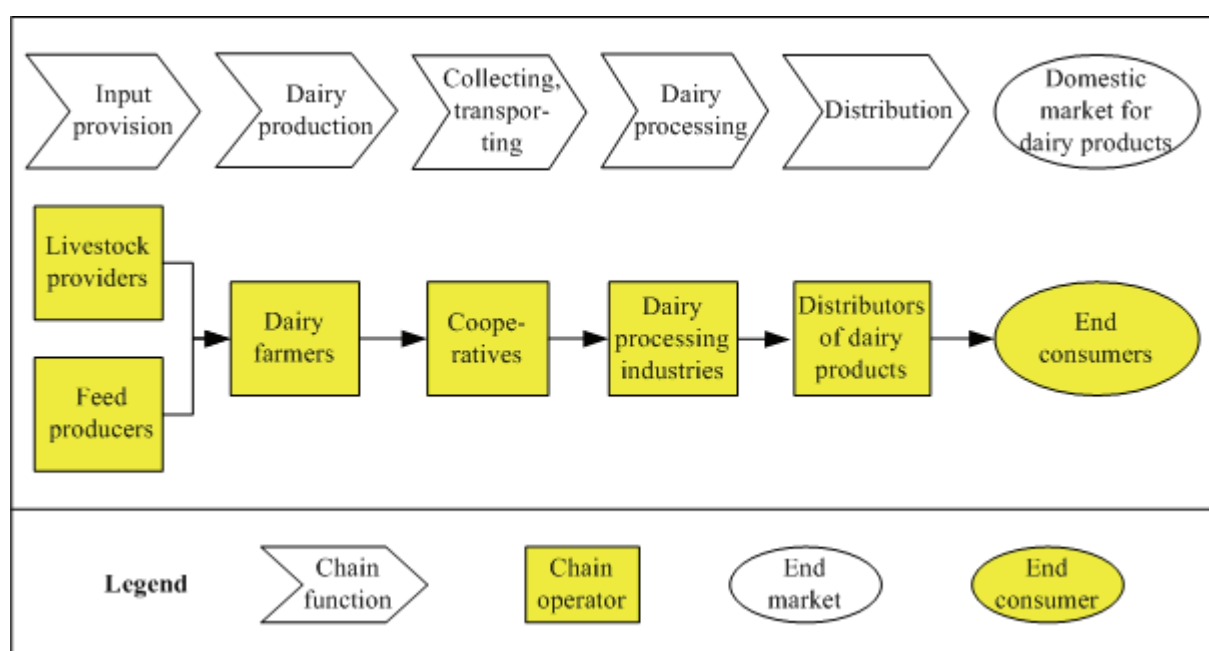 Input
provision
Dairy
production
Collecting,
transpor-
ting
Dairy
processing
Distribution
Domestic
market for
dairy products
Livestock
providers
Feed
producers
Dairy
farmers
Coope-
ratives
Dairy
processing
industries
Distributors
of dairy
products
End
consumers
Legend
Chain
function
Chain
operator
End
market
End
consumer